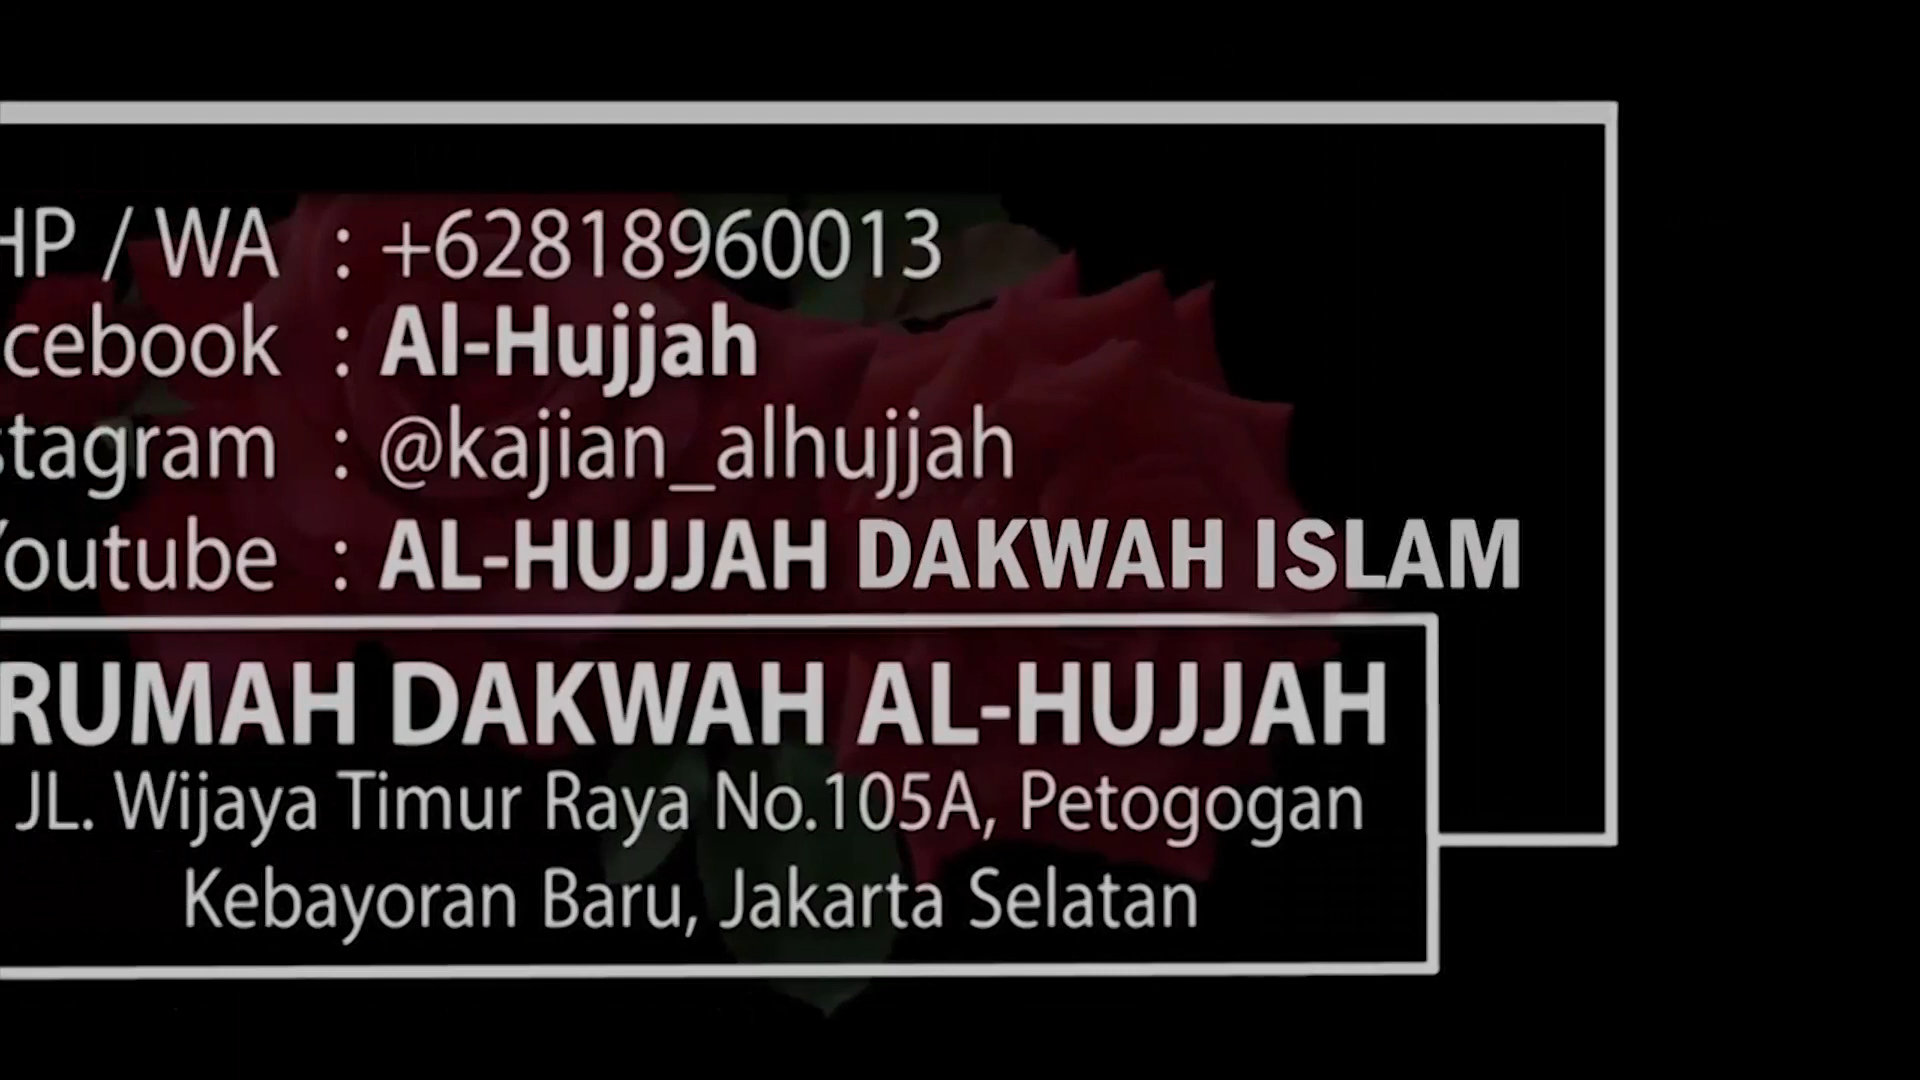 HP / WA : +62818960013
cebook : Al-Hujjah
stagram : @kajian_alhujjah
Youtube : AL-HUJJAH DAKWAH ISLAM
RUMAH DAKWAH AL-HUJJAH
JL. Wijaya Timur Raya No.105A, Petogogan
Kebayoran Baru, Jakarta Selatan